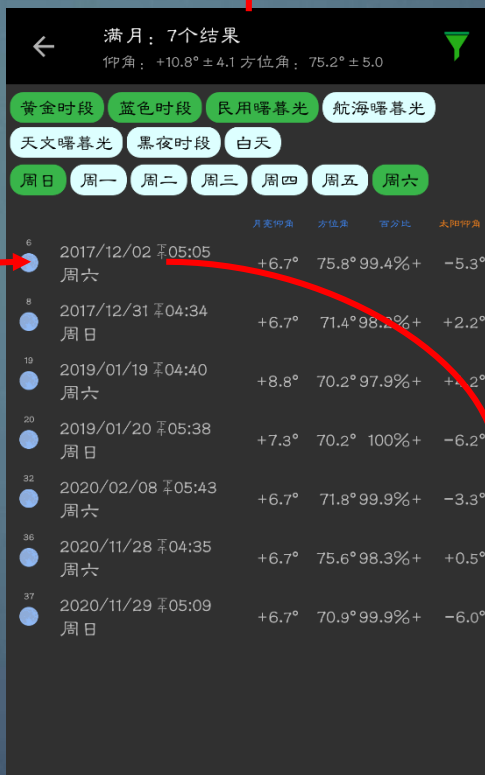 满月：7个结果
仰角：+10.8°±4.1 方位角：75.2°±5.0
黄金时段 蓝色时段 民用曙暮光 航海曙暮光
天文曙暮光 黑夜时段 白天
周日 周一 周二 周三 周四 周五 周六
月亮仰角 方位角 百分比 太阳仰角
6
2017/12/02 下午05:05
周六
+6.7° 75.8° 99.4%+ -5.3°
8
2017/12/31 下午04:34
周日
+6.7° 71.4° 98.2%+ +2.2°
19
2019/01/19 下午04:40
周六
+8.8° 70.2° 97.9%+ +4.2°
20
2019/01/20 下午05:38
周日
+7.3° 70.2° 100%+ -6.2°
32
2020/02/08 下午05:43
周六
+6.7° 71.8° 99.9%+ -3.3°
36
2020/11/28 下午04:35
周六
+6.7° 75.6° 98.3%+ +0.5°
37
2020/11/29 下午05:09
周日
+6.7° 70.9° 99.9%+ -6.0°